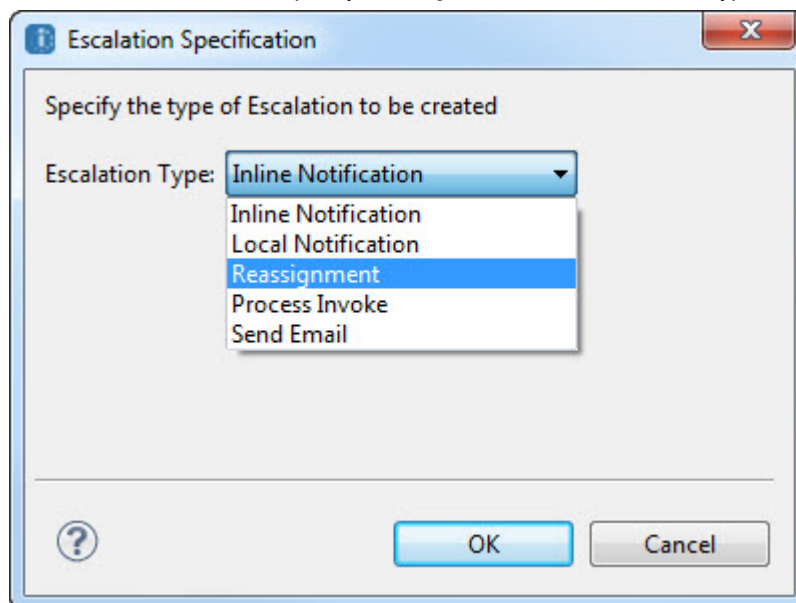 Escalation Specification
Specify the type of Escalation to be created
Escalation Type: Inline Notification
Inline Notification
Local Notification
Reassignment
Process Invoke
Send Email
?
OK Cancel